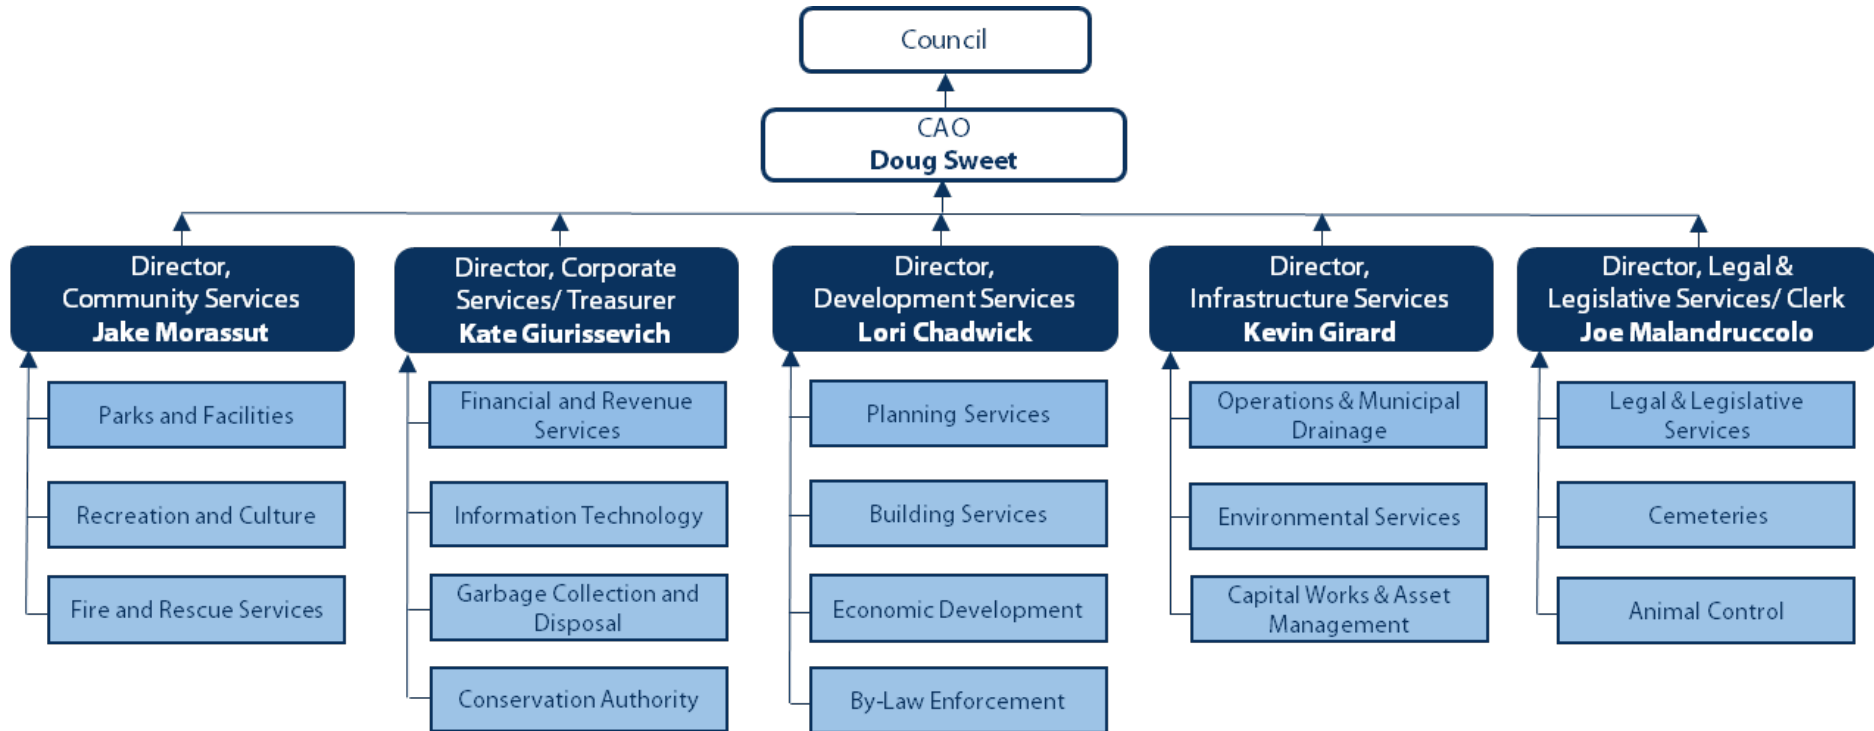 Council
CAO
Doug Sweet
Director,
Community Services
Jake Morassut
Parks and Facilities
Recreation and Culture
Fire and Rescue Services
Director, Corporate
Services/ Treasurer
Kate Giurissevich
Financial and Revenue
Services
Information Technology
Garbage Collection and
Disposal
Conservation Authority
Director,
Development Services
Lori Chadwick
Planning Services
Building Services
Economic Development
By-Law Enforcement
Director,
Infrastructure Services
Kevin Girard
Operations & Municipal
Drainage
Environmental Services
Capital Works & Asset
Management
Director, Legal &
Legislative Services/ Clerk
Joe Malandruccolo
Legal & Legislative
Services
Cemeteries
Animal Control